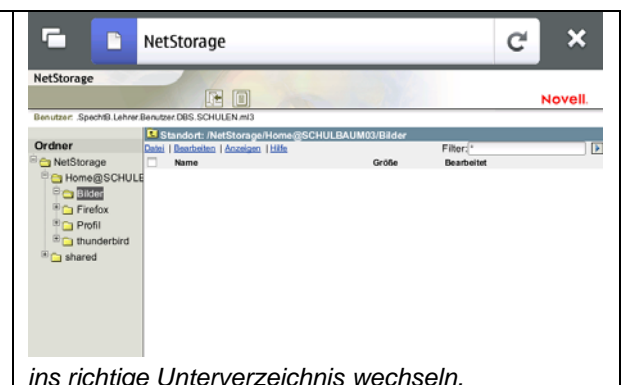 NetStorage
NetStorage
Novell.
Benutzer: .SpechtB.Lehrer.Benutzer.DBS.SCHULEN.ml3
Ordner
Standort: /NetStorage/Home@SCHULBAUM03/Bilder
Datei | Bearbeiten | Anzeigen | Hilfe
Filter: *
Name Größe Bearbeitet
NetStorage
Home@SCHULE
Bilder
Firefox
Profil
thunderbird
shared
ins richtige Unterverzeichnis wechseln.